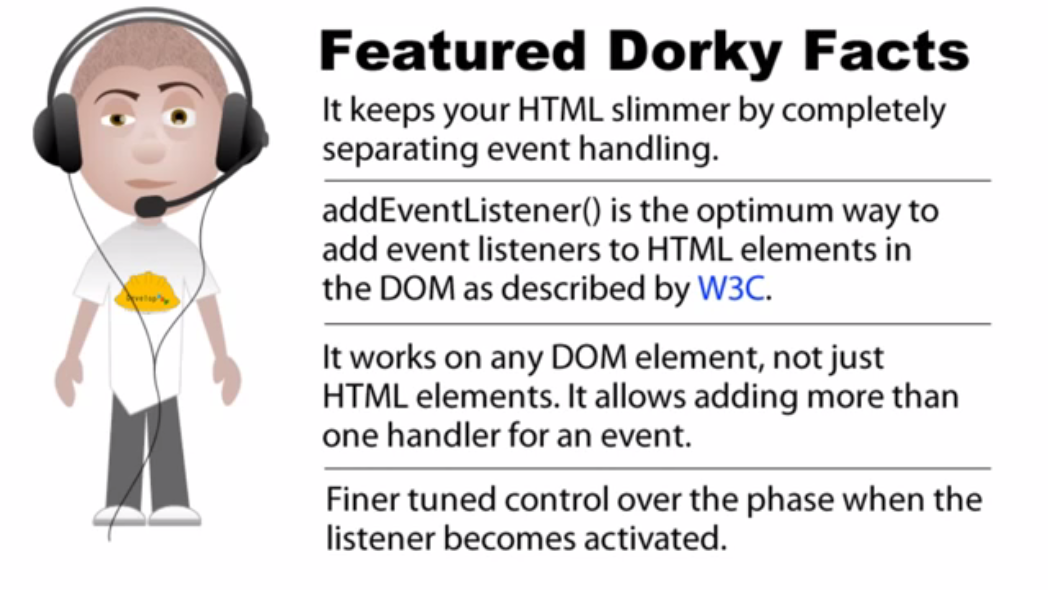 Featured Dorky Facts
It keeps your HTML slimmer by completely
separating event handling.
addEventListener() is the optimum way to
add event listeners to HTML elements in
the DOM as described by W3C.
It works on any DOM element, not just
HTML elements. It allows adding more than
one handler for an event.
Finer tuned control over the phase when the
listener becomes activated.